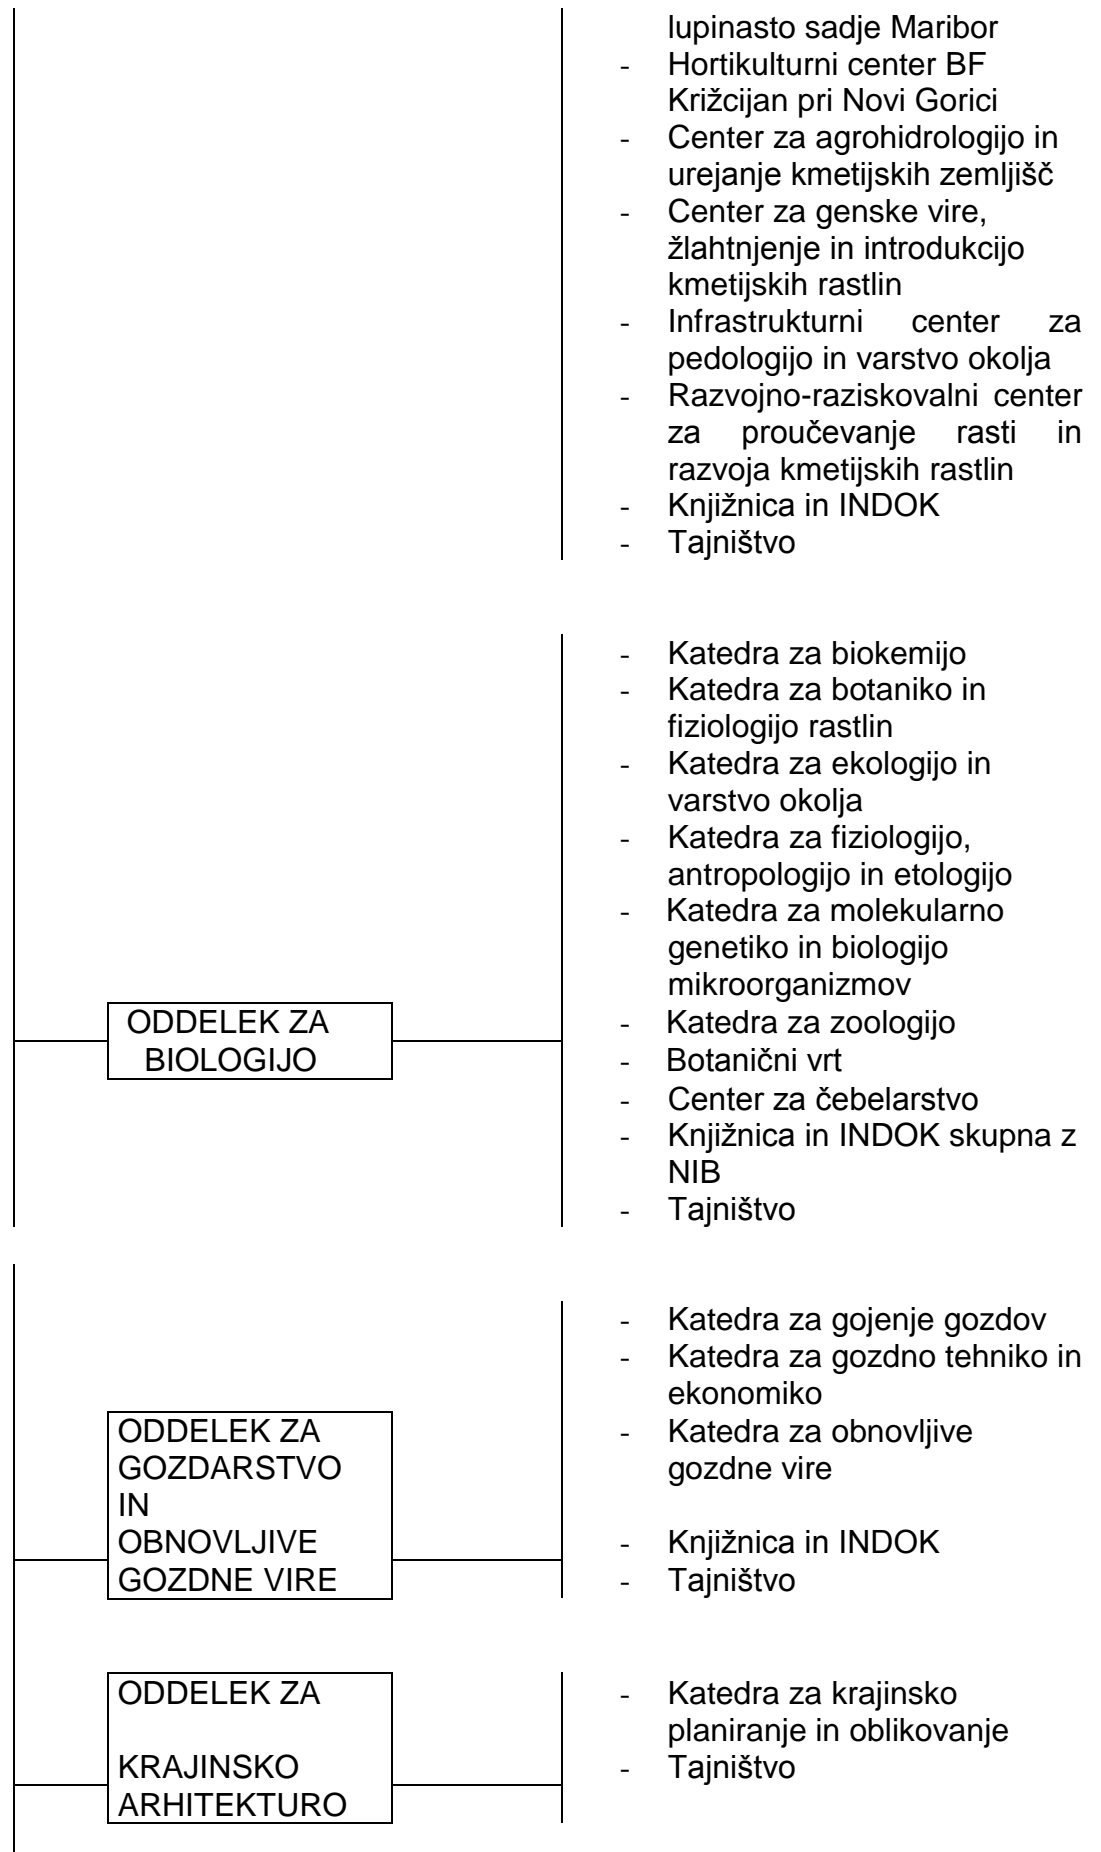 lupinasto sadje Maribor
- Hortikulturni center BF
Križcijan pri Novi Gorici
- Center za agrohidrologijo in
urejanje kmetijskih zemljišč
- Center za genske vire,
žlahtnjenje in introdukcijo
kmetijskih rastlin
- Infrastrukturni center za
pedologijo in varstvo okolja
- Razvojno-raziskovalni center
za proučevanje rasti in
razvoja kmetijskih rastlin
- Knjižnica in INDOK
- Tajništvo
ODDELEK ZA
BIOLOGIJO
- Katedra za biokemijo
- Katedra za botaniko in
fiziologijo rastlin
- Katedra za ekologijo in
varstvo okolja
- Katedra za fiziologijo,
antropologijo in etologijo
- Katedra za molekularno
genetiko in biologijo
mikroorganizmov
- Katedra za zoologijo
- Botanični vrt
- Center za čebelarstvo
- Knjižnica in INDOK skupna z
NIB
- Tajništvo
ODDELEK ZA
GOZDARSTVO
IN
OBNOVLJIVE
GOZDNE VIRE
- Katedra za gojenje gozdov
- Katedra za gozdno tehniko in
ekonomiko
- Katedra za obnovljive
gozdne vire
- Knjižnica in INDOK
- Tajništvo
ODDELEK ZA
KRAJINSKO
ARHITEKTURO
- Katedra za krajinsko
planiranje in oblikovanje
- Tajništvo